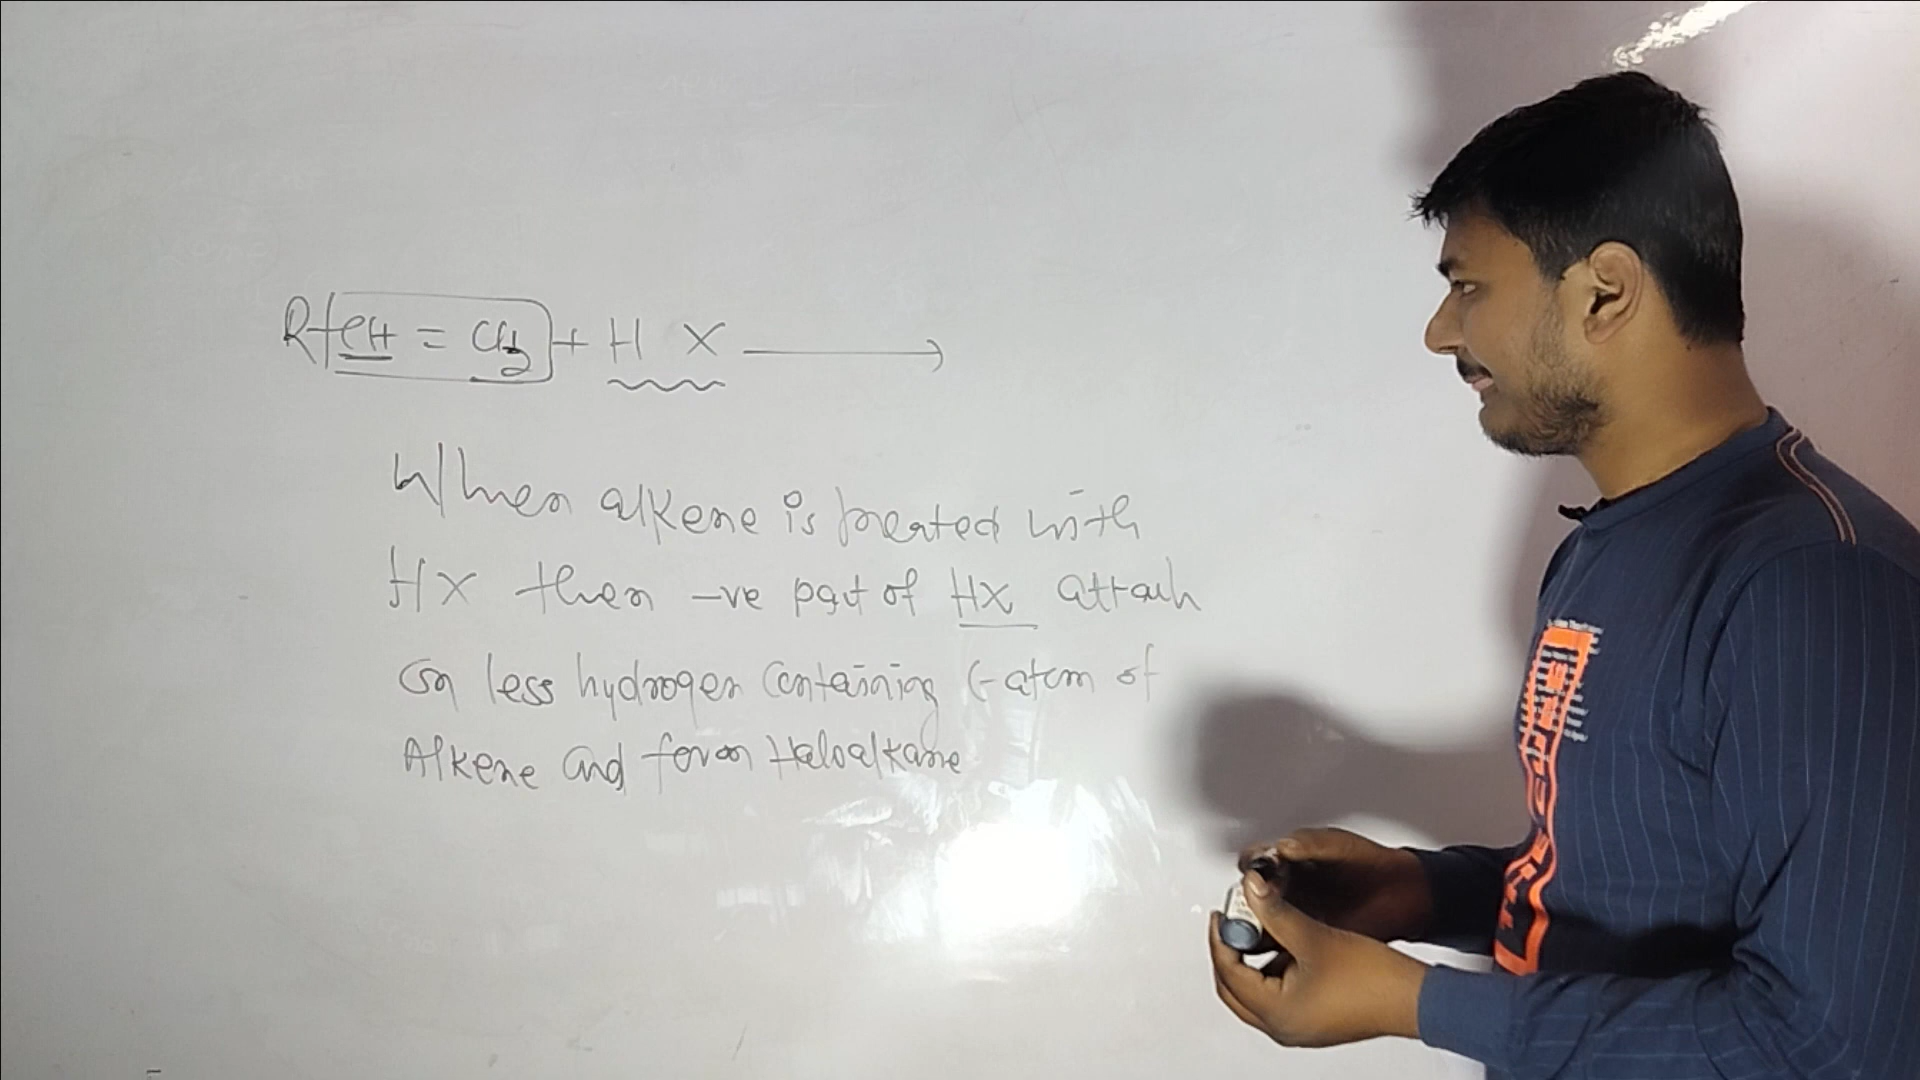 R-CH = CH2 + H X →
When alkene is treated with
HX then -ve part of HX attach
on less hydrogen containing C-atom of
Alkene and form Haloalkane